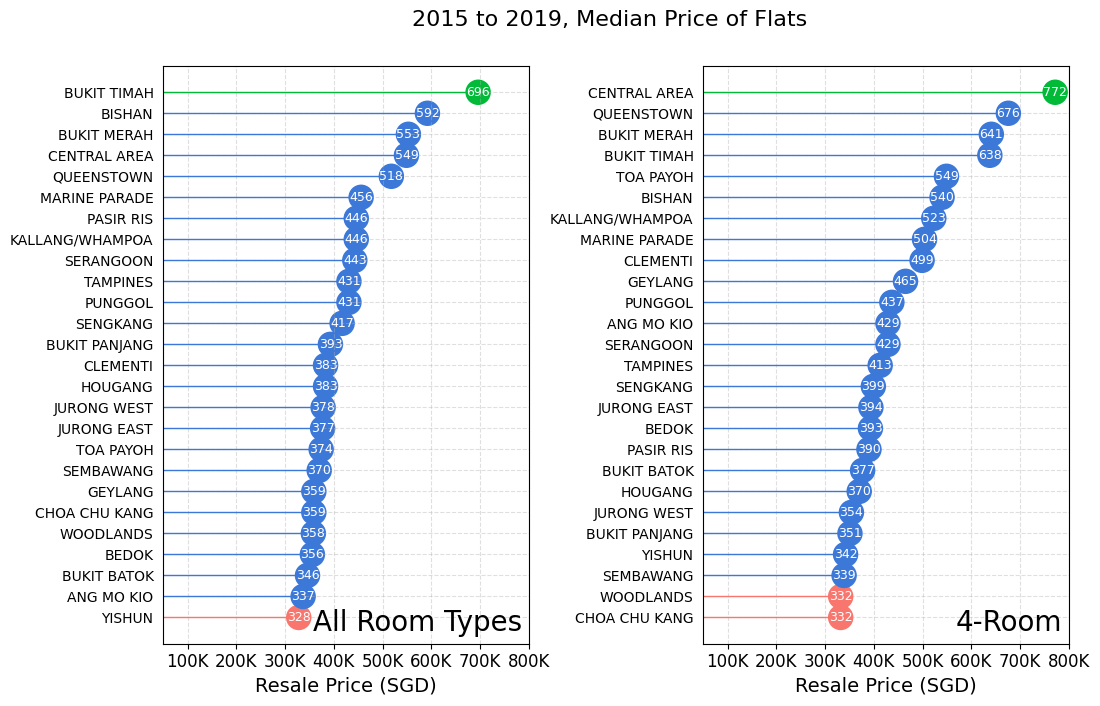 2015 to 2019, Median Price of Flats
BUKIT TIMAH 696
BISHAN 592
BUKIT MERAH 553
CENTRAL AREA 549
QUEENSTOWN 518
MARINE PARADE 456
PASIR RIS 446
KALLANG/WHAMPOA 446
SERANGOON 443
TAMPINES 431
PUNGGOL 431
SENGKANG 417
BUKIT PANJANG 393
CLEMENTI 383
HOUGANG 383
JURONG WEST 378
JURONG EAST 377
TOA PAYOH 374
SEMBAWANG 370
GEYLANG 359
CHOA CHU KANG 359
WOODLANDS 358
BEDOK 356
BUKIT BATOK 346
ANG MO KIO 337
YISHUN 328
All Room Types
100K 200K 300K 400K 500K 600K 700K 800K
Resale Price (SGD)
CENTRAL AREA 772
QUEENSTOWN 676
BUKIT MERAH 641
BUKIT TIMAH 638
TOA PAYOH 549
BISHAN 540
KALLANG/WHAMPOA 523
MARINE PARADE 504
CLEMENTI 499
GEYLANG 465
PUNGGOL 437
ANG MO KIO 429
SERANGOON 429
TAMPINES 413
SENGKANG 399
JURONG EAST 394
BEDOK 393
PASIR RIS 390
BUKIT BATOK 377
HOUGANG 370
JURONG WEST 354
BUKIT PANJANG 351
YISHUN 342
SEMBAWANG 339
WOODLANDS 332
CHOA CHU KANG 332
4-Room
100K 200K 300K 400K 500K 600K 700K 800K
Resale Price (SGD)